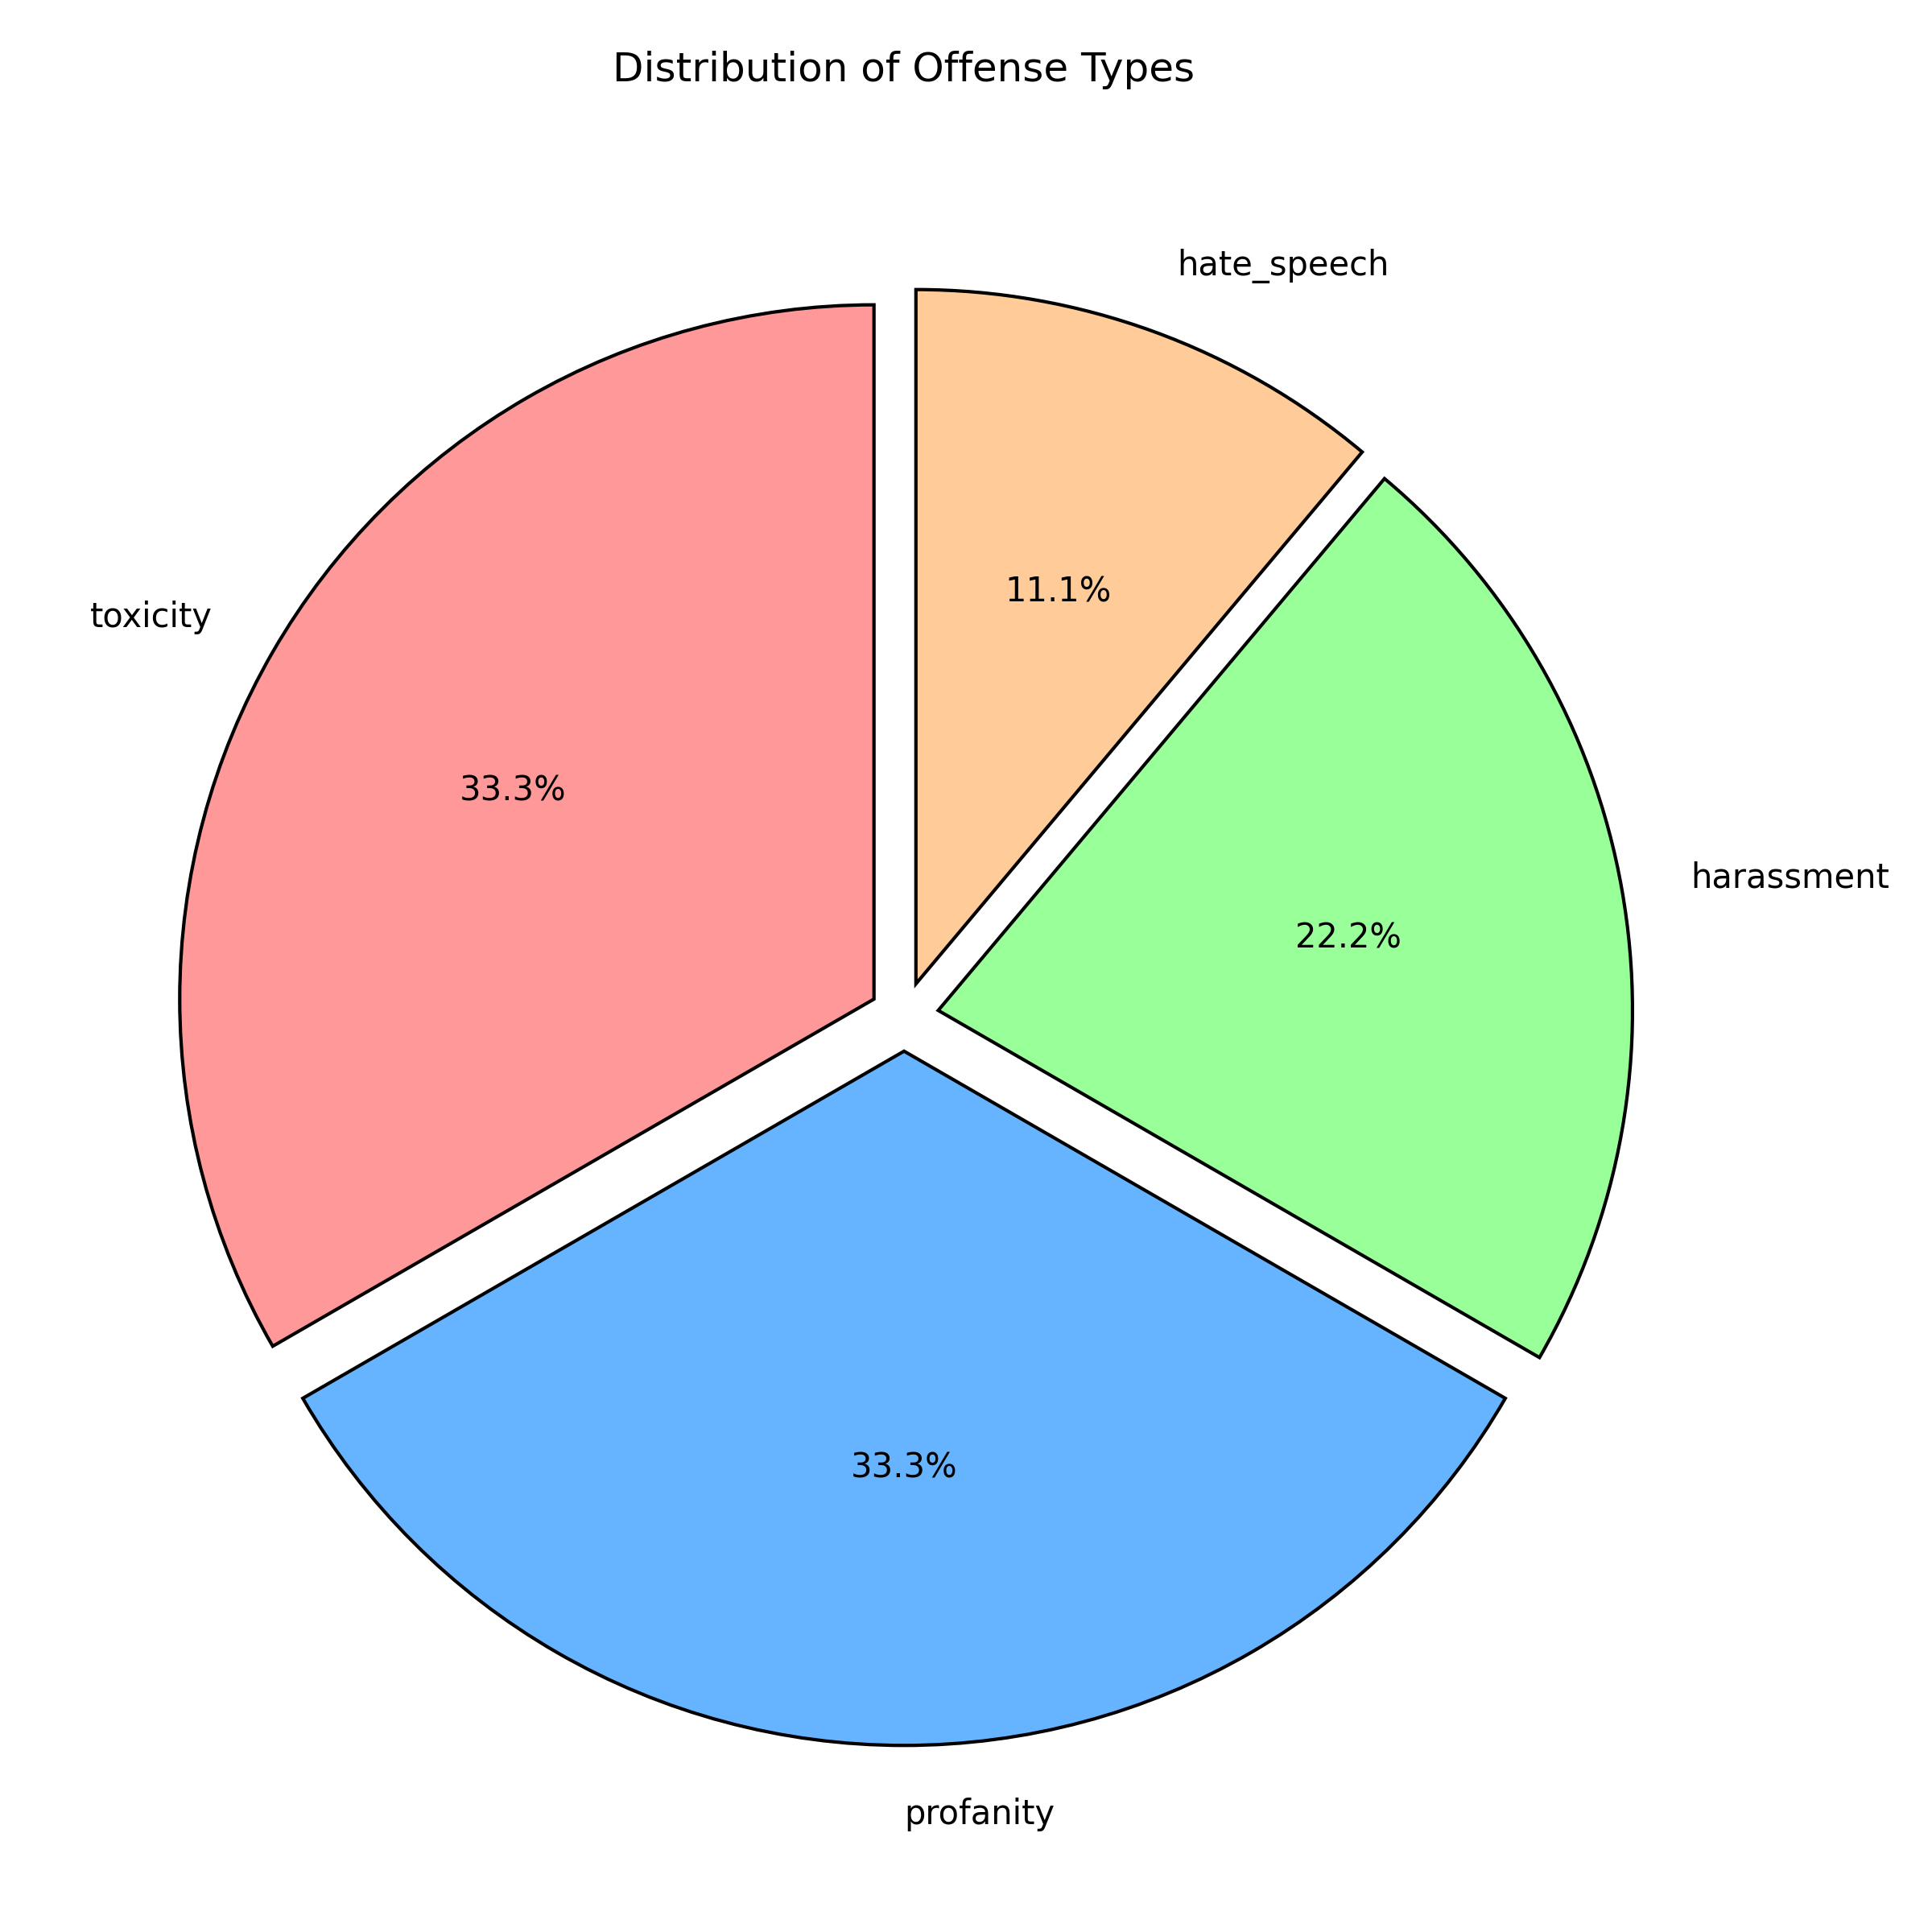 Distribution of Offense Types
hate_speech
11.1%
toxicity
33.3%
harassment
22.2%
33.3%
profanity